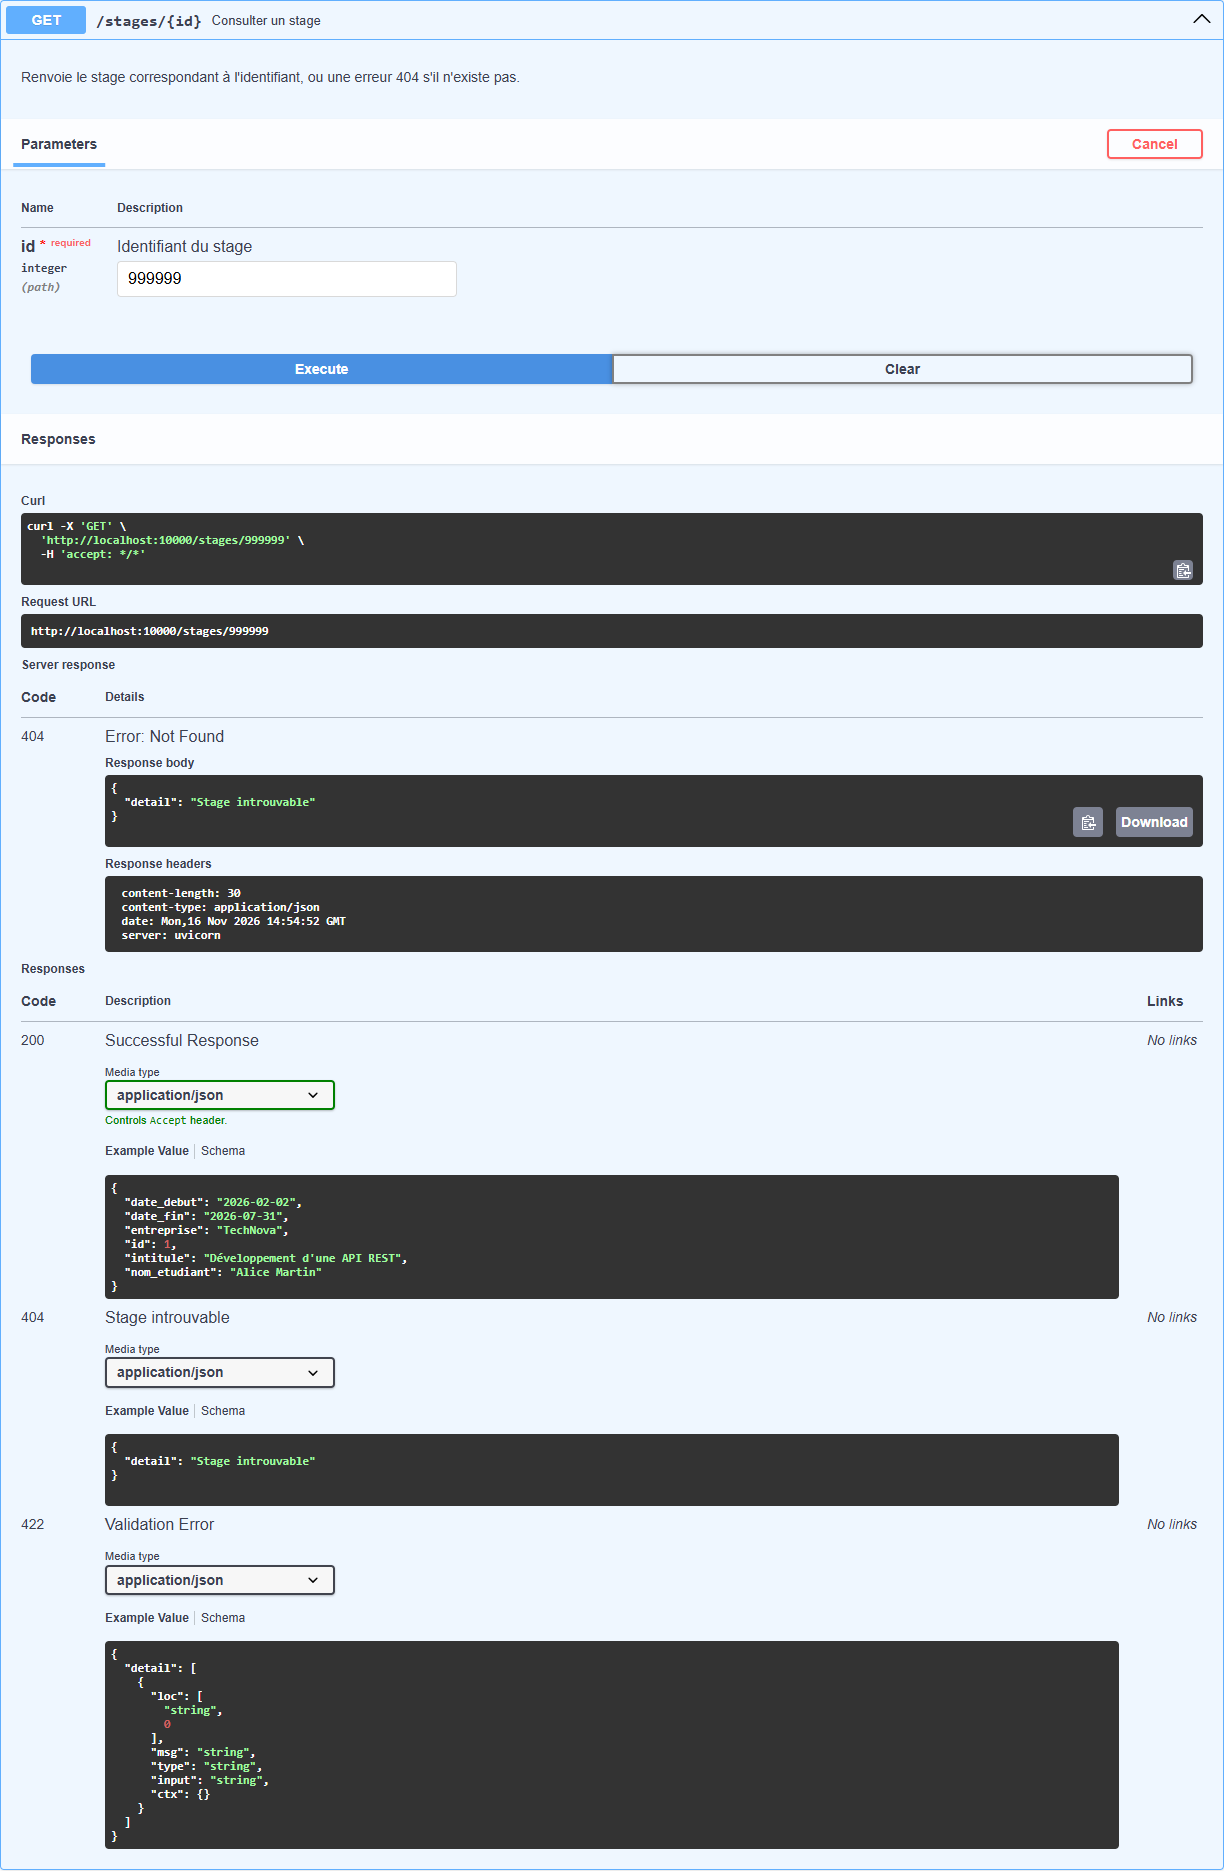 GET /stages/{id} Consulter un stage
Renvoie le stage correspondant à l'identifiant, ou une erreur 404 s'il n'existe pas.
Parameters Cancel
Name Description
id * required Identifiant du stage
integer 999999
(path)
Execute Clear
Responses
Curl
curl -X 'GET' \
'http://localhost:10000/stages/999999' \
-H 'accept: */*'
Request URL
http://localhost:10000/stages/999999
Server response
Code Details
404 Error: Not Found
Response body
{
"detail": "Stage introuvable"
}
Download
Response headers
content-length: 30
content-type: application/json
date: Mon,16 Nov 2026 14:54:52 GMT
server: uvicorn
Responses
Code Description Links
200 Successful Response No links
Media type
application/json
Controls Accept header.
Example Value Schema
{
"date_debut": "2026-02-02",
"date_fin": "2026-07-31",
"entreprise": "TechNova",
"id": 1,
"intitule": "Développement d'une API REST",
"nom_etudiant": "Alice Martin"
}
404 Stage introuvable No links
Media type
application/json
Example Value Schema
{
"detail": "Stage introuvable"
}
422 Validation Error No links
Media type
application/json
Example Value Schema
{
"detail": [
{
"loc": [
"string",
0
],
"msg": "string",
"type": "string",
"input": "string",
"ctx": {}
}
]
}